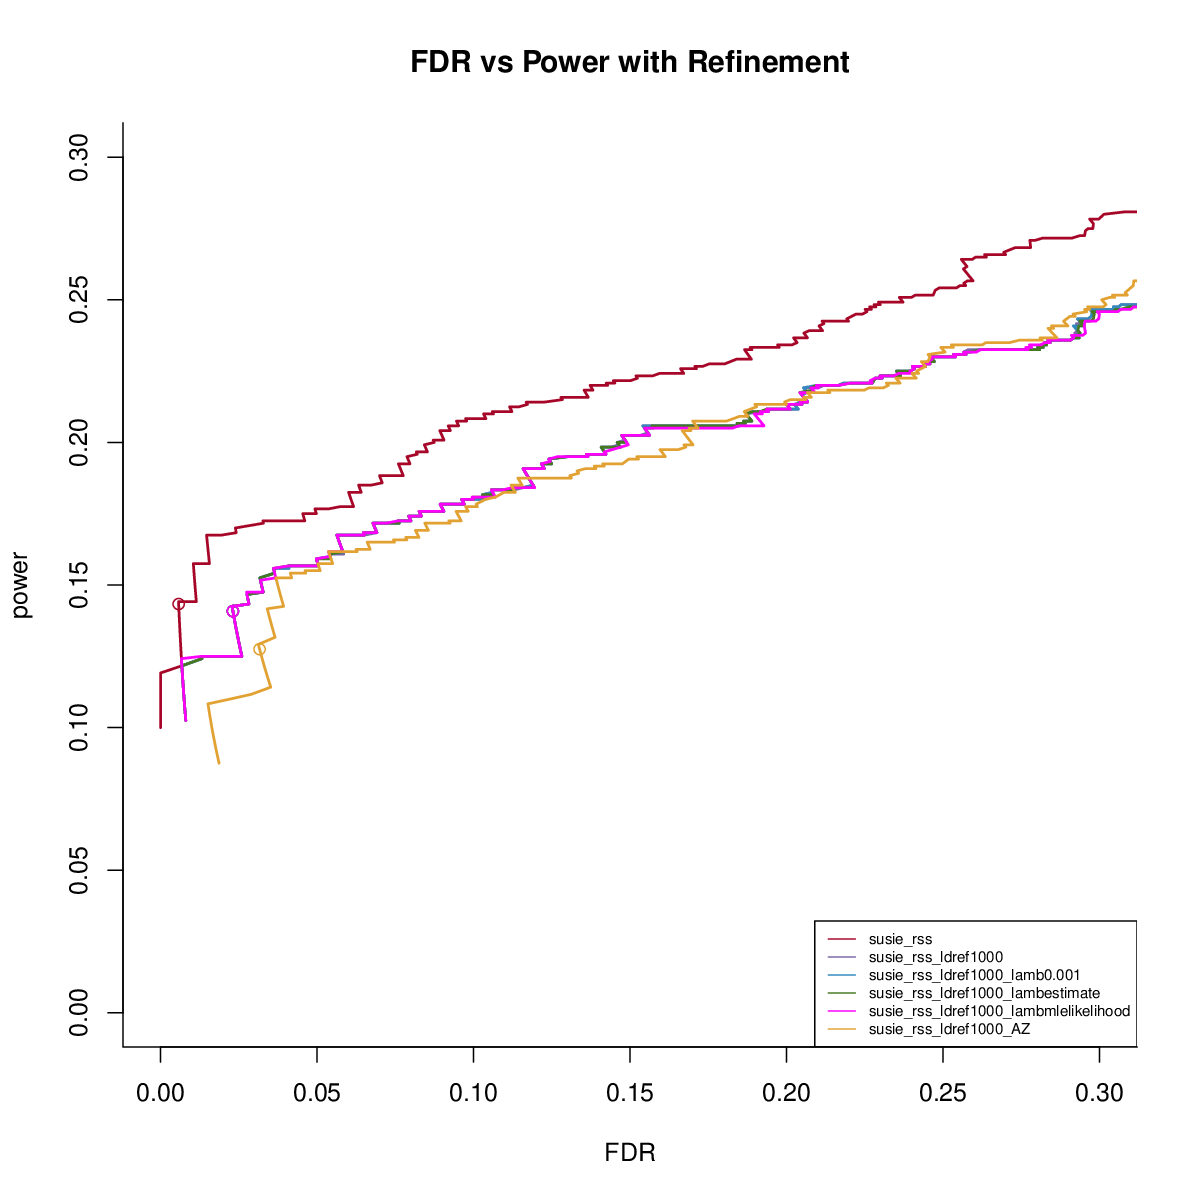 FDR vs Power with Refinement
0.30
0.25
0.20
0.15
0.10
0.05
0.00
power
0.00 0.05 0.10 0.15 0.20 0.25 0.30
FDR
susie_rss
susie_rss_ldref1000
susie_rss_ldref1000_lamb0.001
susie_rss_ldref1000_lambestimate
susie_rss_ldref1000_lambmlelikelihood
susie_rss_ldref1000_AZ